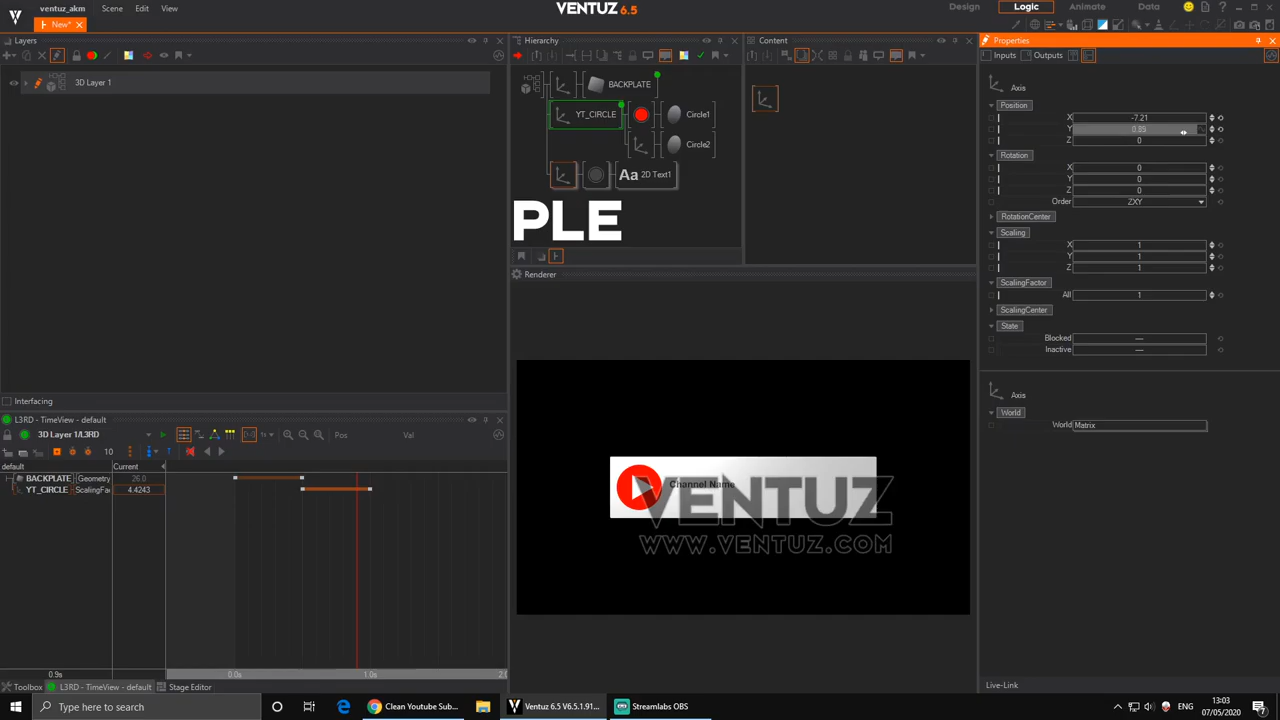 ventuz_akm
Scene
Edit
View
VENTUZ 6.5
Design
Logic
Animate
Data
New*
Layers
3D Layer 1
Interfacing
Hierarchy
BACKPLATE
YT_CIRCLE
Circle1
Circle2
Aa 2D Text1
PLE
Content
Renderer
Channel Name
VENTUZ
WWW.VENTUZ.COM
Properties
Inputs
Outputs
Axis
Position
X -7.21
Y 0.89
Z 0
Rotation
X 0
Y 0
Z 0
Order ZXY
RotationCenter
Scaling
X 1
Y 1
Z 1
ScalingFactor
All 1
ScalingCenter
State
Blocked —
Inactive —
Axis
World
World Matrix
Live-Link
L3RD - TimeView - default
3D Layer 1/L3RD
Pos
Val
10
default
Current
BACKPLATE Geometry 26.0
YT_CIRCLE ScalingFac 4.4243
0.9s
0.0s
1.0s
2.0
Toolbox
L3RD - TimeView - default
Stage Editor
Type here to search
Clean Youtube Sub...
Ventuz 6.5 V6.5.1.91...
Streamlabs OBS
ENG
13:03
07/05/2020